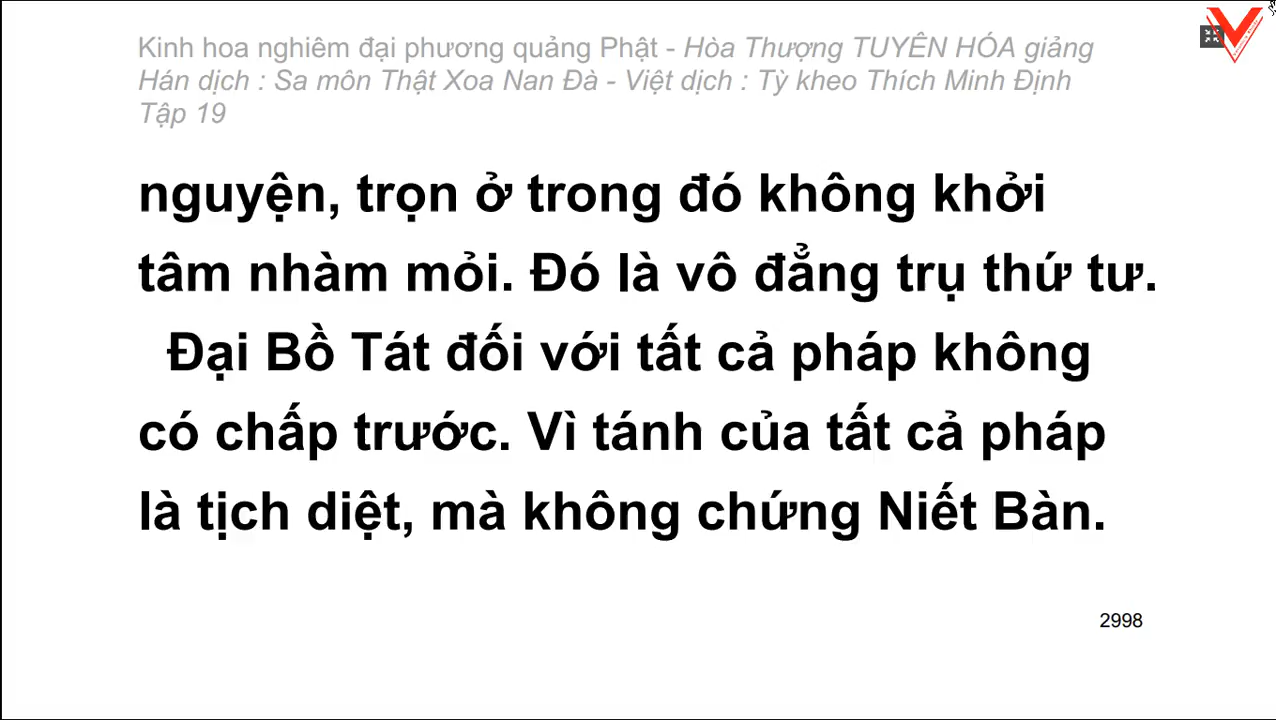 Kinh hoa nghiêm đại phương quảng Phật - Hòa Thượng TUYÊN HÓA giảng
Hán dịch : Sa môn Thật Xoa Nan Đà - Việt dịch : Tỳ kheo Thích Minh Định
Tập 19
nguyện, trọn ở trong đó không khởi
tâm nhàm mỏi. Đó là vô đẳng trụ thứ tư.
Đại Bồ Tát đối với tất cả pháp không
có chấp trước. Vì tánh của tất cả pháp
là tịch diệt, mà không chứng Niết Bàn.
2998